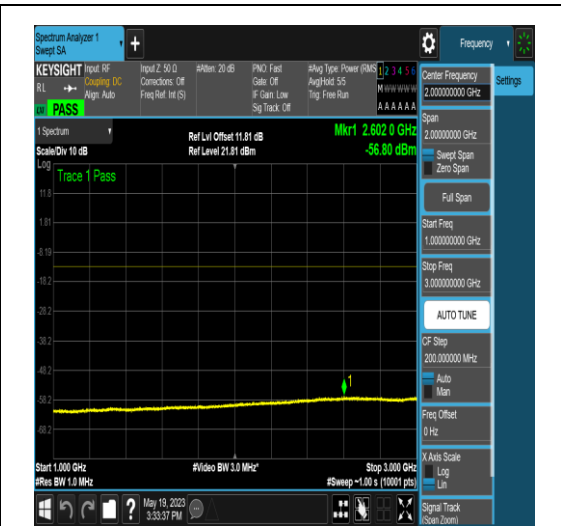 Spectrum Analyzer 1
Swept SA
+
Frequency
KEYSIGHT
RL
Input: RF
Coupling: DC
Align: Auto
Input Z: 50 Ω
Corrections: Off
Freq Ref: Int (S)
#Atten: 20 dB
PNO: Fast
Gate: Off
IF Gain: Low
Sig Track: Off
#Avg Type: Power (RMS
Avg|Hold: 5/5
Trig: Free Run
1 2 3 4 5 6
M W W W W W
A A A A A A
PASS
1 Spectrum
Scale/Div 10 dB
Ref Lvl Offset 11.81 dB
Ref Level 21.81 dBm
Mkr1 2.602 0 GHz
-56.80 dBm
Log
Trace 1 Pass
11.8
1.81
-8.19
-18.2
-28.2
-38.2
-48.2
-58.2
-68.2
1
Start 1.000 GHz
#Res BW 1.0 MHz
#Video BW 3.0 MHz*
Stop 3.000 GHz
#Sweep ~1.00 s (10001 pts)
May 19, 2023
3:33:37 PM
Center Frequency
2.000000000 GHz
Settings
Span
2.00000000 GHz
Swept Span
Zero Span
Full Span
Start Freq
1.000000000 GHz
Stop Freq
3.000000000 GHz
AUTO TUNE
CF Step
200.000000 MHz
Auto
Man
Freq Offset
0 Hz
X Axis Scale
Log
Lin
Signal Track
(Span Zoom)